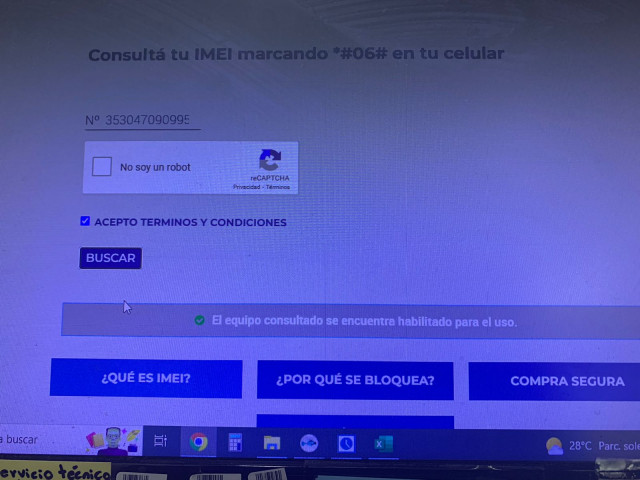 Consultá tu IMEI marcando *#06# en tu celular
Nº 353047090995
No soy un robot
reCAPTCHA
Privacidad - Términos
ACEPTO TERMINOS Y CONDICIONES
BUSCAR
El equipo consultado se encuentra habilitado para el uso.
¿QUÉ ES IMEI?
¿POR QUÉ SE BLOQUEA?
COMPRA SEGURA
a buscar
28°C Parc. sole
ervicio técnico